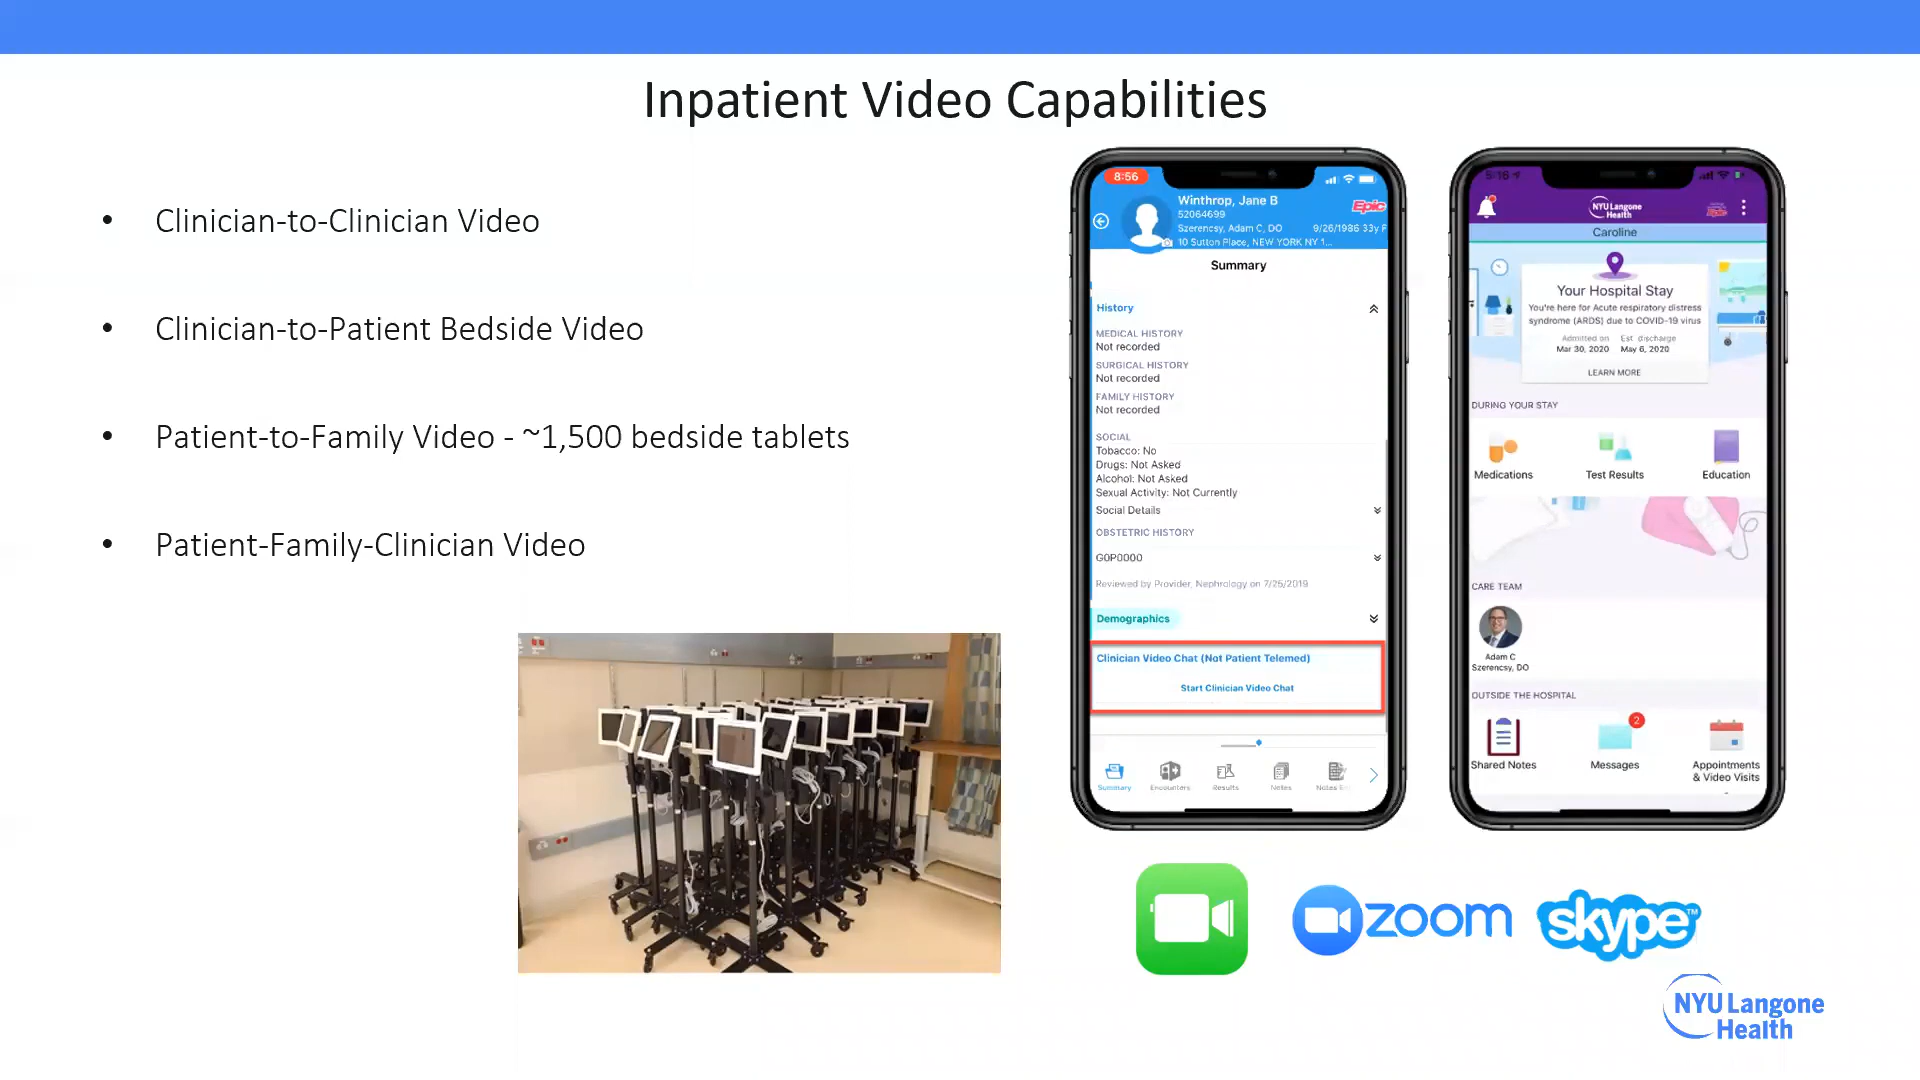 Inpatient Video Capabilities
• Clinician-to-Clinician Video
• Clinician-to-Patient Bedside Video
• Patient-to-Family Video - ~1,500 bedside tablets
• Patient-Family-Clinician Video
8:56
Winthrop, Jane B
Epic
52064699
Szerencsy, Adam C, DO 9/26/1986 33y F
10 Sutton Place, NEW YORK NY 1...
Summary
History
MEDICAL HISTORY
Not recorded
SURGICAL HISTORY
Not recorded
FAMILY HISTORY
Not recorded
SOCIAL
Tobacco: No
Drugs: Not Asked
Alcohol: Not Asked
Sexual Activity: Not Currently
Social Details
OBSTETRIC HISTORY
G0P0000
Reviewed by Provider, Nephrology on 7/25/2019
Demographics
Clinician Video Chat (Not Patient Telemed)
Start Clinician Video Chat
Summary Encounters Results Notes Notes
5:16
NYU Langone
Health
Epic
Caroline
Your Hospital Stay
You're here for Acute respiratory distress
syndrome (ARDS) due to COVID-19 virus
Admitted on Est. discharge
Mar 30, 2020 May 6, 2020
LEARN MORE
DURING YOUR STAY
Medications Test Results Education
CARE TEAM
Adam C
Szerencsy, DO
OUTSIDE THE HOSPITAL
2
Shared Notes Messages Appointments
& Video Visits
zoom
skype™
NYU Langone
Health